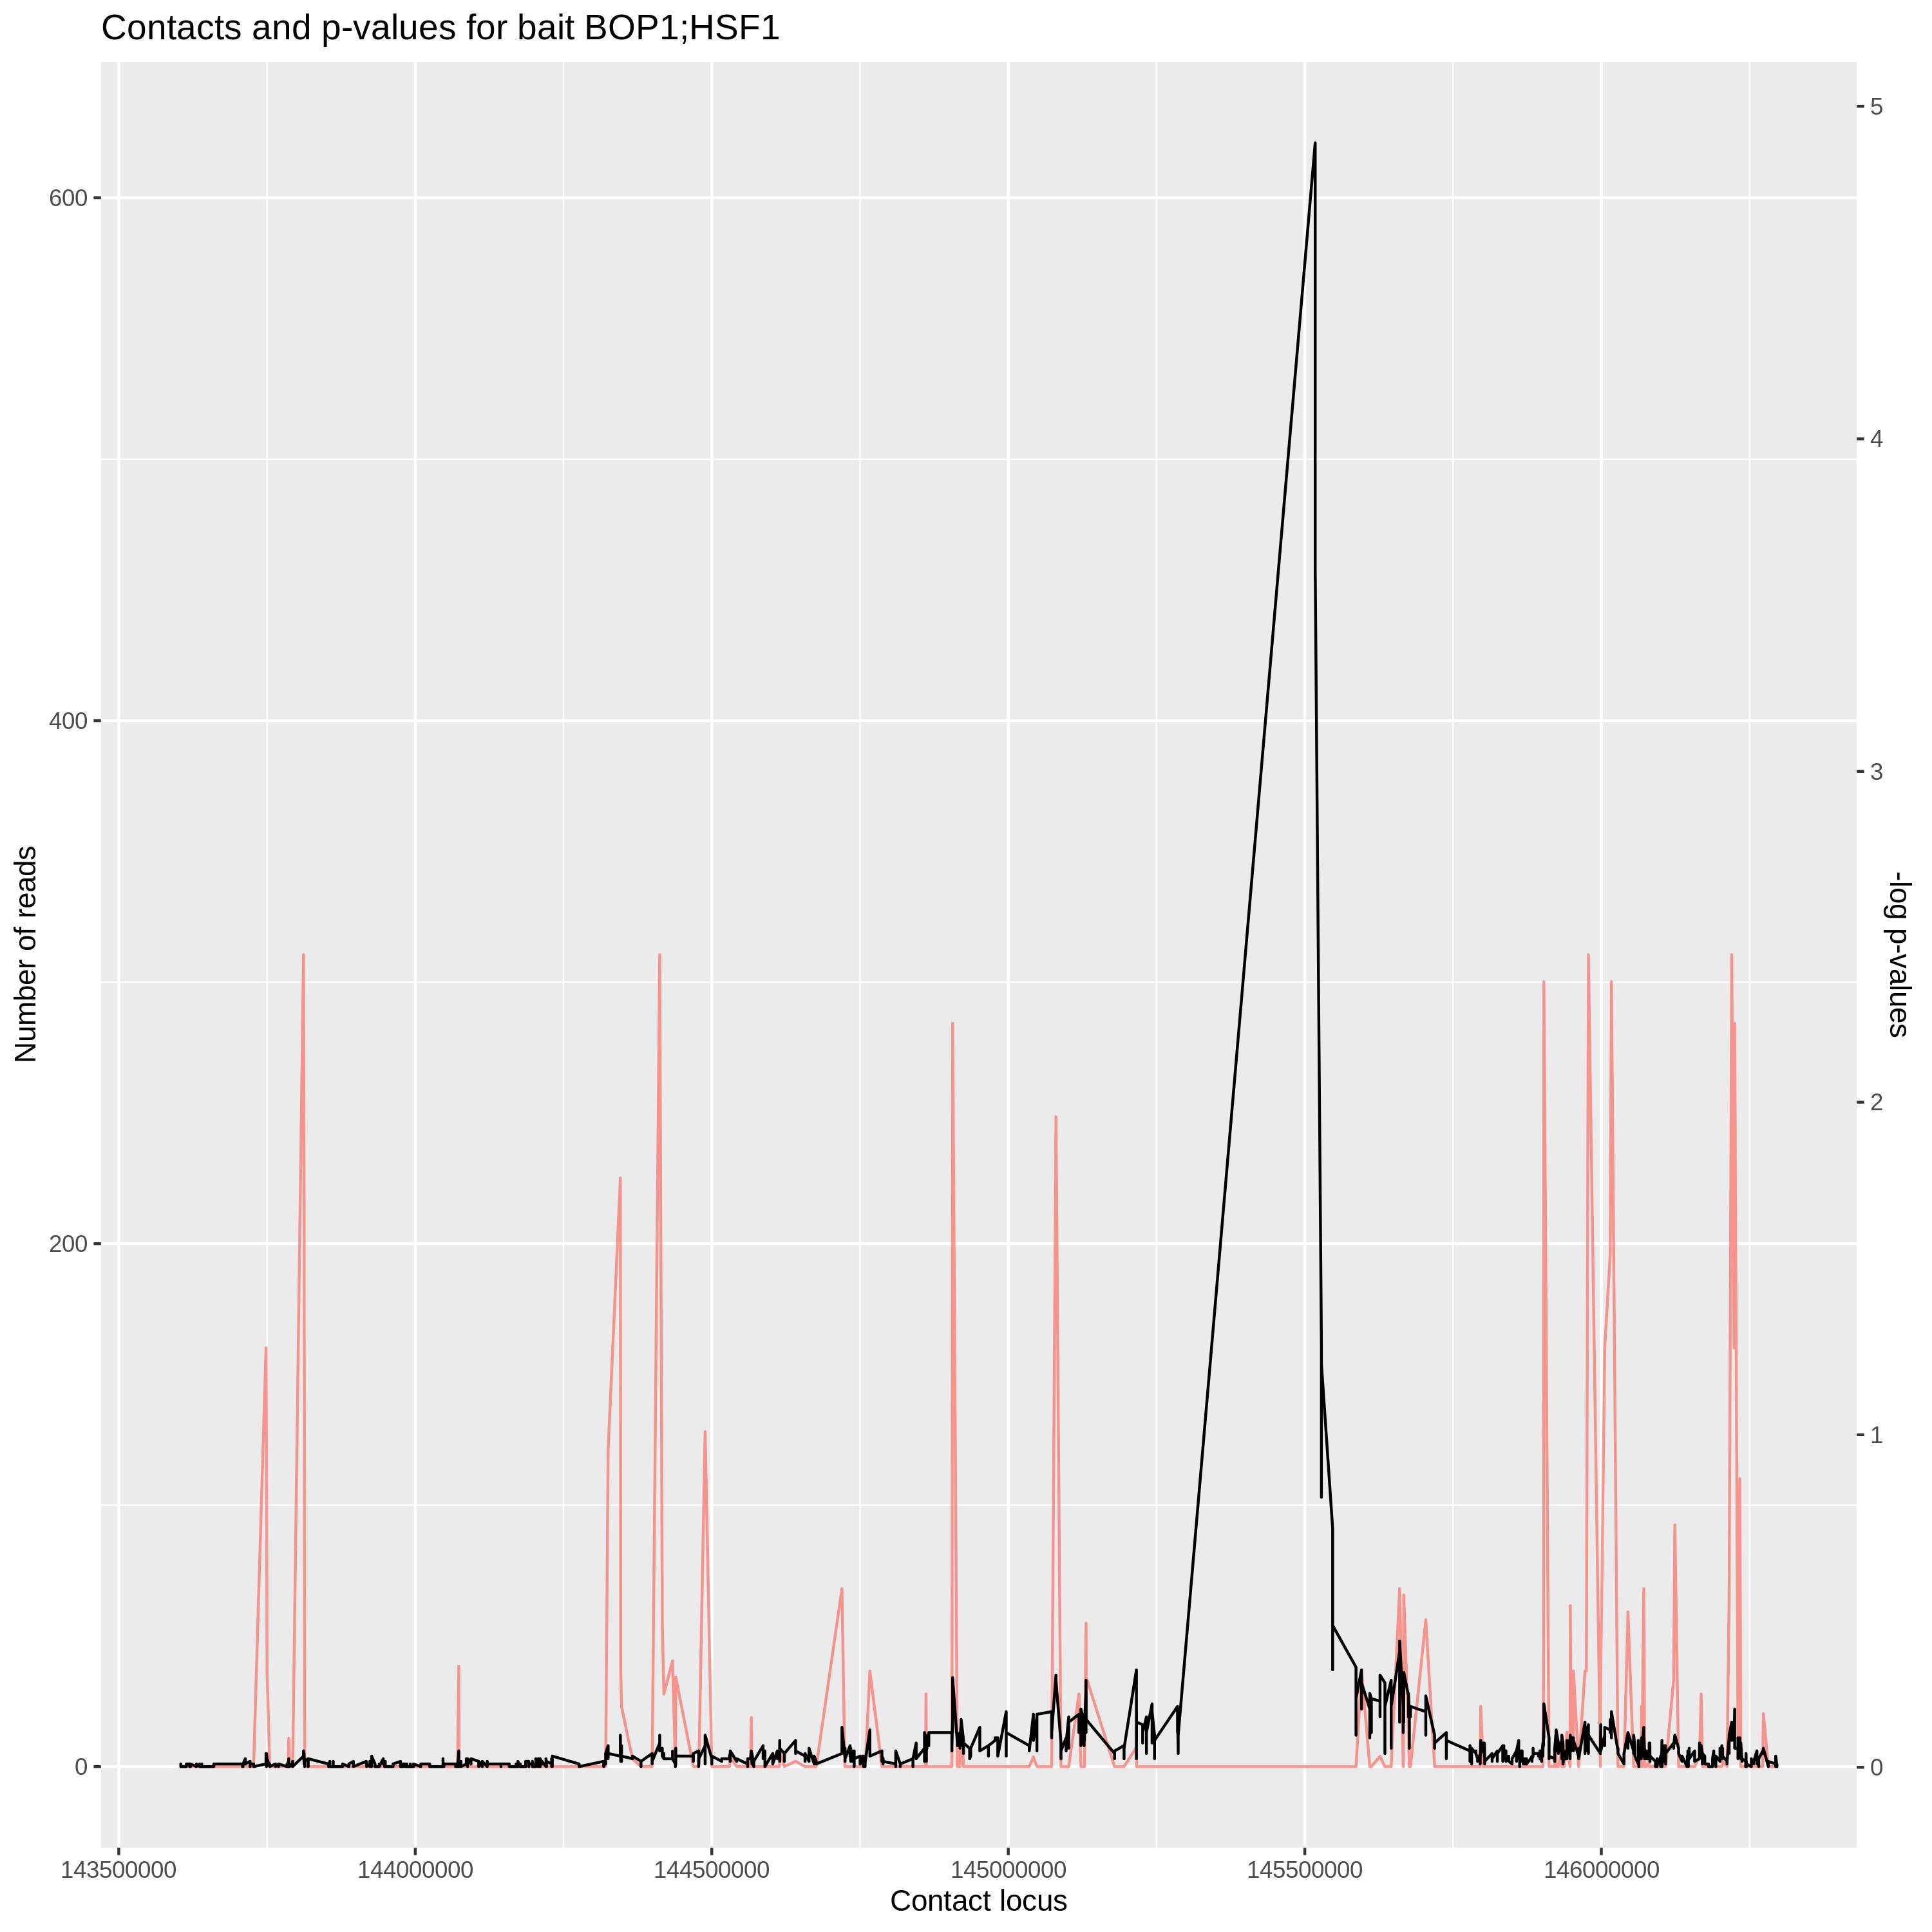 Contacts and p-values for bait BOP1;HSF1
5
600
4
400
3
Number of reads
-log p-values
2
200
1
0
0
143500000 144000000 144500000 145000000 145500000 146000000
Contact locus